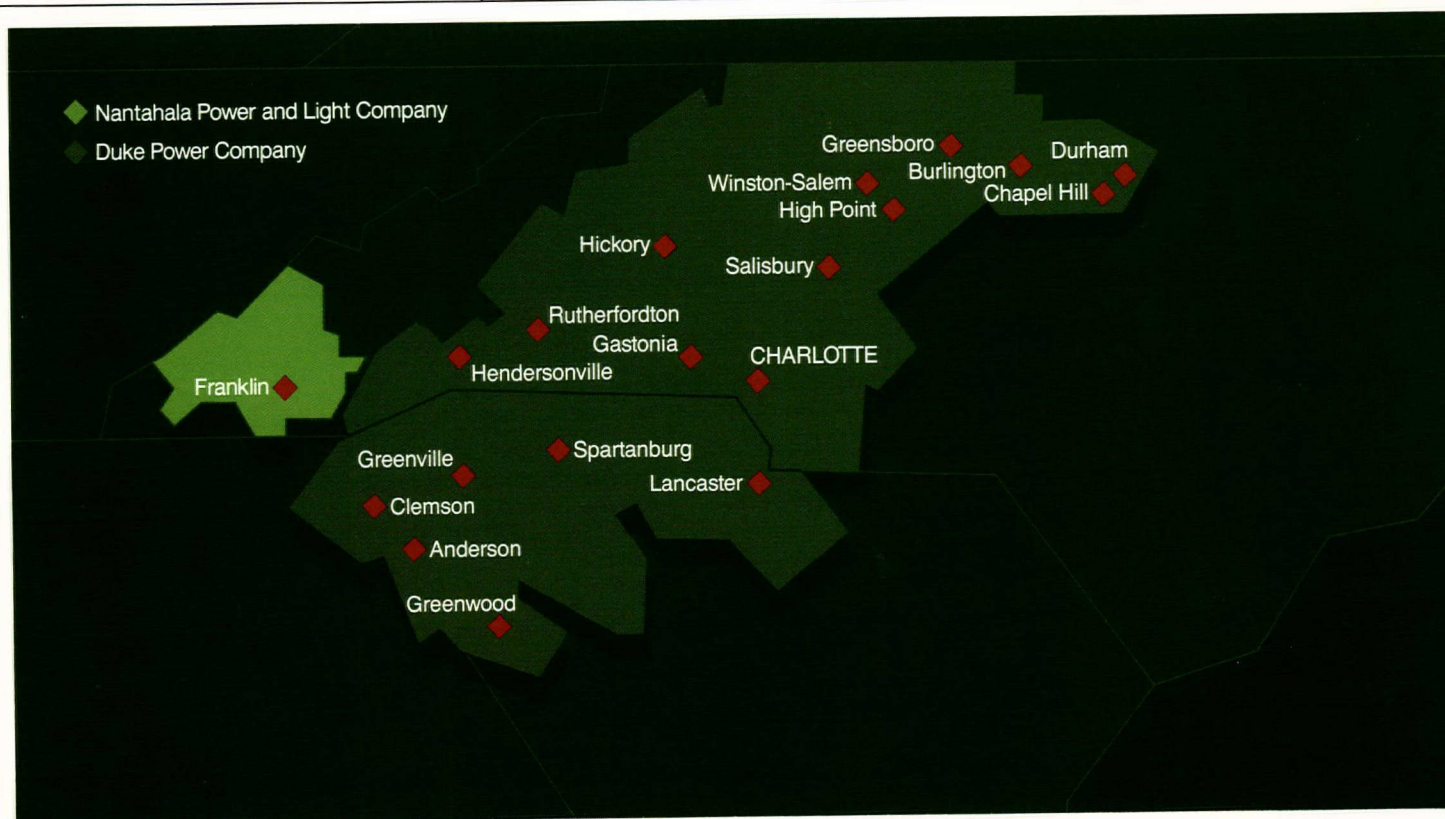 Nantahala Power and Light Company
Duke Power Company
Greensboro
Durham
Burlington
Winston-Salem
Chapel Hill
High Point
Hickory
Salisbury
Rutherfordton
Gastonia
CHARLOTTE
Hendersonville
Franklin
Spartanburg
Greenville
Lancaster
Clemson
Anderson
Greenwood